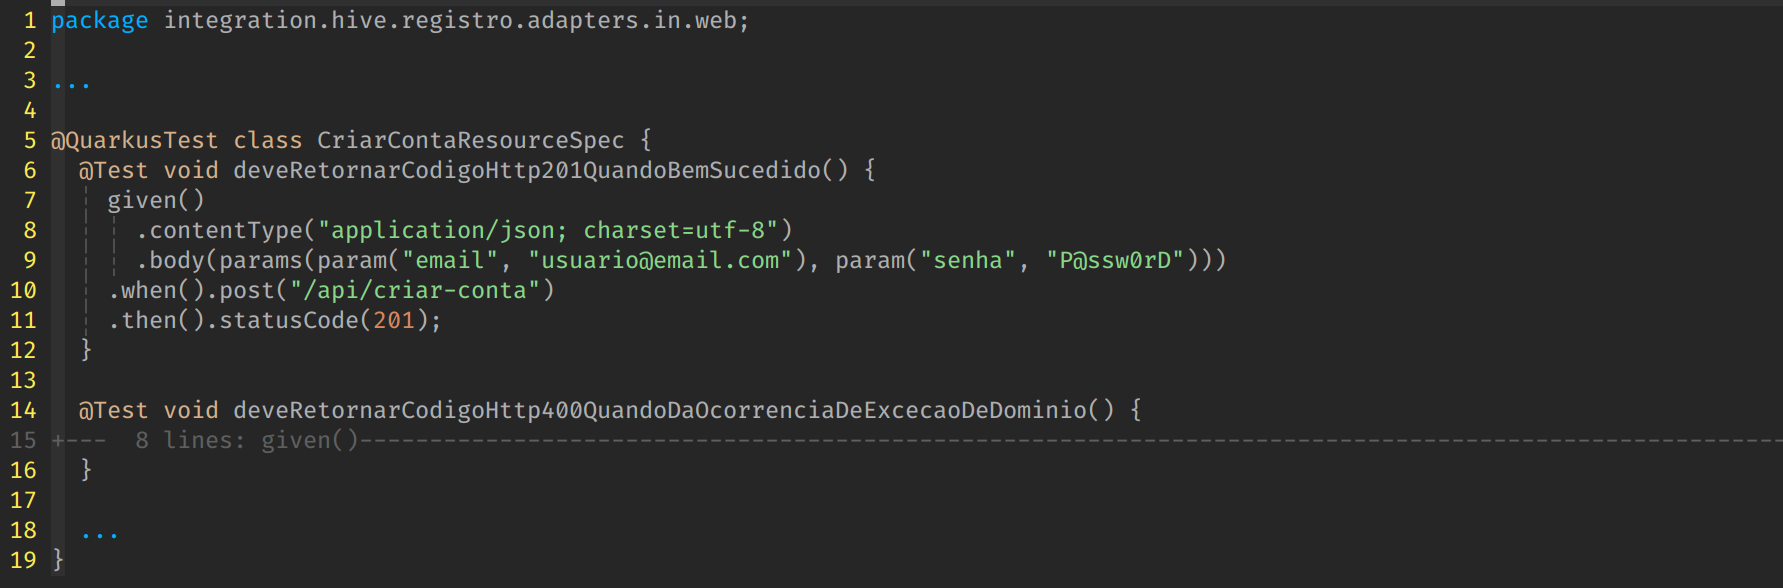 1 package integration.hive.registro.adapters.in.web;
2
3 ...
4
5 @QuarkusTest class CriarContaResourceSpec {
6 @Test void deveRetornarCodigoHttp201QuandoBemSucedido() {
7 given()
8 .contentType("application/json; charset=utf-8")
9 .body(params(param("email", "usuario@email.com"), param("senha", "P@ssw0rD")))
10 .when().post("/api/criar-conta")
11 .then().statusCode(201);
12 }
13
14 @Test void deveRetornarCodigoHttp400QuandoDaOcorrenciaDeExcecaoDeDominio() {
15 +--- 8 lines: given()-----------------------------------------------------------------------------------------------------
16 }
17
18 ...
19 }